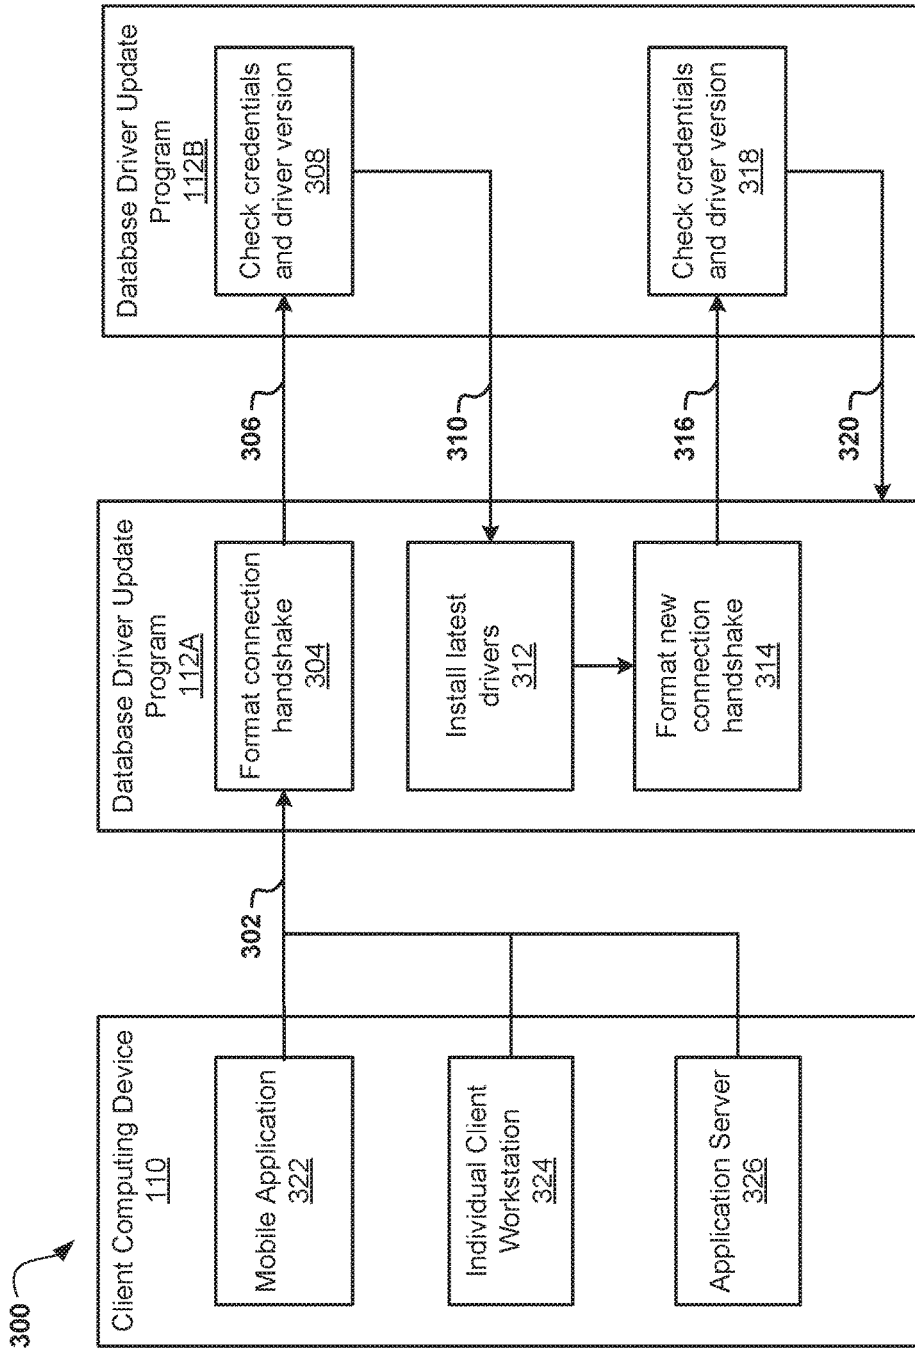 300
Client Computing Device
110
Mobile Application
322
Individual Client
Workstation
324
Application Server
326
302
Database Driver Update
Program
112A
Format connection
handshake
304
Install latest
drivers
312
Format new
connection
handshake
314
306
310
316
320
Database Driver Update
Program
112B
Check credentials
and driver version
308
Check credentials
and driver version
318